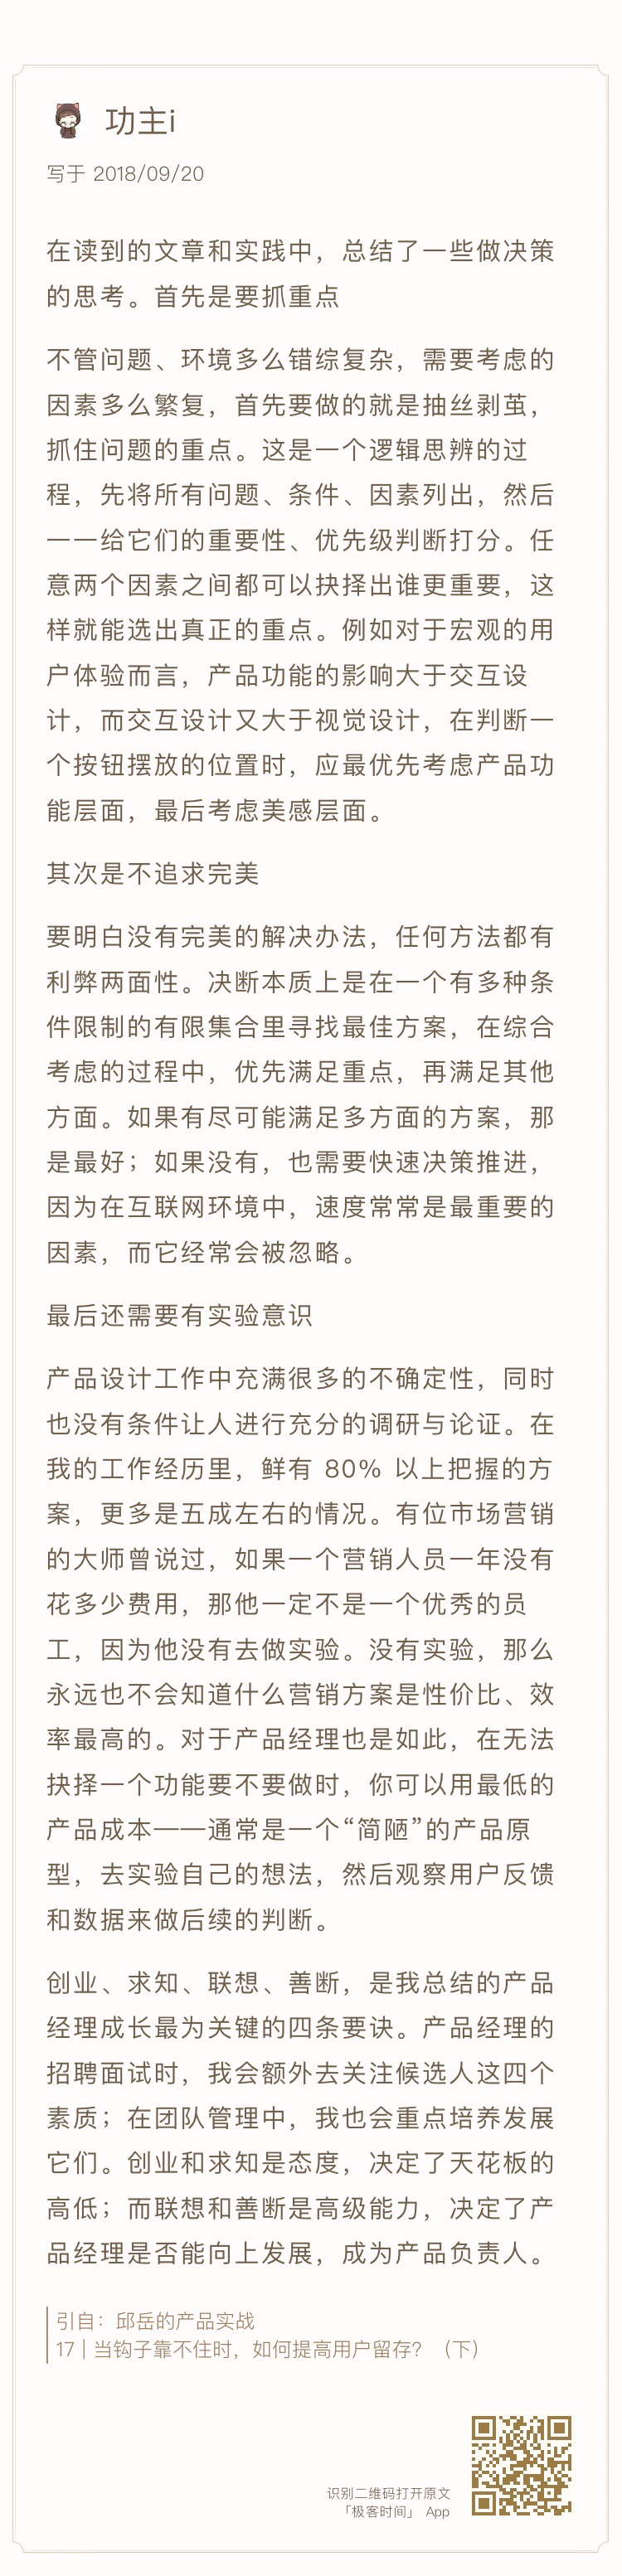 功主i
写于 2018/09/20
在读到的文章和实践中，总结了一些做决策
的思考。首先是要抓重点
不管问题、环境多么错综复杂，需要考虑的
因素多么繁复，首先要做的就是抽丝剥茧，
抓住问题的重点。这是一个逻辑思辨的过
程，先将所有问题、条件、因素列出，然后
一一给它们的重要性、优先级判断打分。任
意两个因素之间都可以抉择出谁更重要，这
样就能选出真正的重点。例如对于宏观的用
户体验而言，产品功能的影响大于交互设
计，而交互设计又大于视觉设计，在判断一
个按钮摆放的位置时，应最优先考虑产品功
能层面，最后考虑美感层面。
其次是不追求完美
要明白没有完美的解决办法，任何方法都有
利弊两面性。决断本质上是在一个有多种条
件限制的有限集合里寻找最佳方案，在综合
考虑的过程中，优先满足重点，再满足其他
方面。如果有尽可能满足多方面的方案，那
是最好；如果没有，也需要快速决策推进，
因为在互联网环境中，速度常常是最重要的
因素，而它经常会被忽略。
最后还需要有实验意识
产品设计工作中充满很多的不确定性，同时
也没有条件让人进行充分的调研与论证。在
我的工作经历里，鲜有 80% 以上把握的方
案，更多是五成左右的情况。有位市场营销
的大师曾说过，如果一个营销人员一年没有
花多少费用，那他一定不是一个优秀的员
工，因为他没有去做实验。没有实验，那么
永远也不会知道什么营销方案是性价比、效
率最高的。对于产品经理也是如此，在无法
抉择一个功能要不要做时，你可以用最低的
产品成本——通常是一个“简陋”的产品原
型，去实验自己的想法，然后观察用户反馈
和数据来做后续的判断。
创业、求知、联想、善断，是我总结的产品
经理成长最为关键的四条要诀。产品经理的
招聘面试时，我会额外去关注候选人这四个
素质；在团队管理中，我也会重点培养发展
它们。创业和求知是态度，决定了天花板的
高低；而联想和善断是高级能力，决定了产
品经理是否能向上发展，成为产品负责人。
引自：邱岳的产品实战
17 | 当钩子靠不住时，如何提高用户留存？（下）
识别二维码打开原文
「极客时间」 App